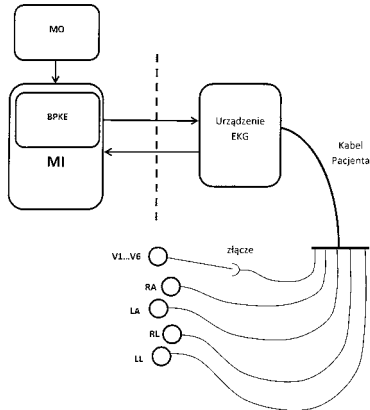 MO
BPKE
MI
Urządzenie
EKG
Kabel
Pacjenta
złącze
V1...V6
RA
LA
RL
LL